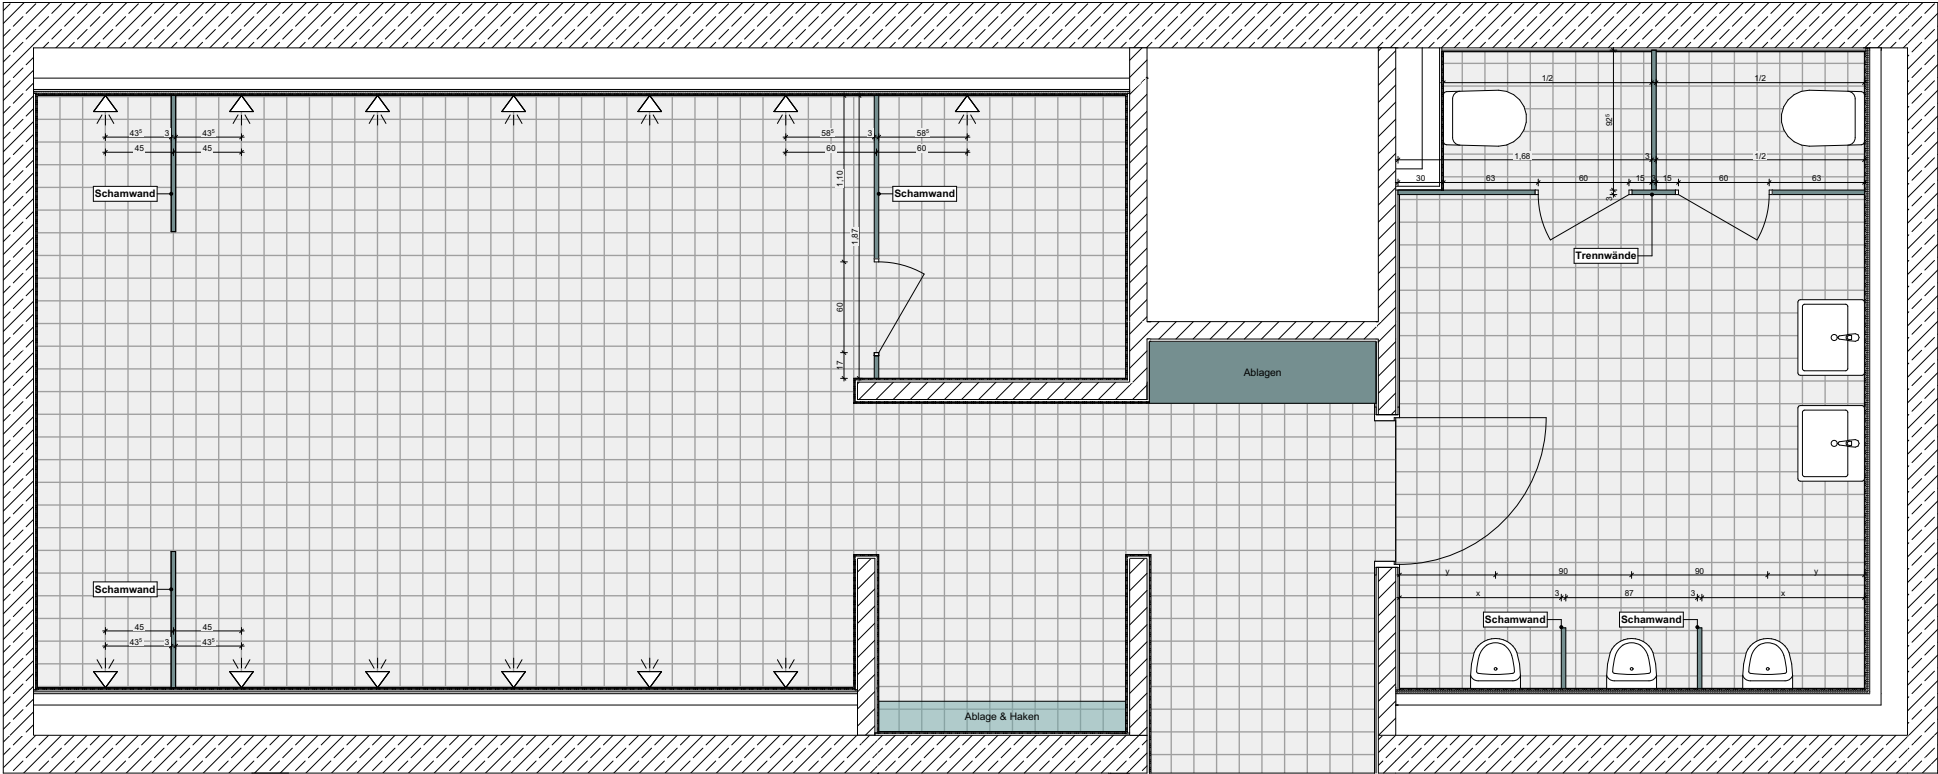 43⁵ 3 43⁵
45 45
Schamwand
58⁵ 3 58⁵
60 60
1,10
1,87
60
17
Schamwand
Schamwand
45 45
43⁵ 3 43⁵
Ablagen
Ablage & Haken
1/2 1/2
92⁵
3
1,68 3 1/2
30 63 60 15 3 15 60 63
Trennwände
y 90 90 y
x 3 87 3 x
Schamwand Schamwand